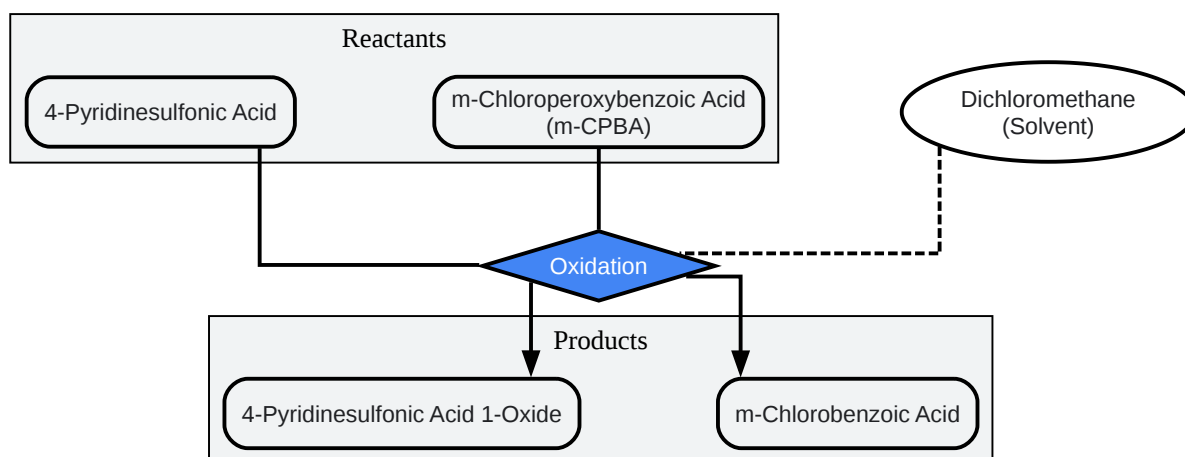 Reactants
4-Pyridinesulfonic Acid
m-Chloroperoxybenzoic Acid
(m-CPBA)
Dichloromethane
(Solvent)
Oxidation
Products
4-Pyridinesulfonic Acid 1-Oxide
m-Chlorobenzoic Acid